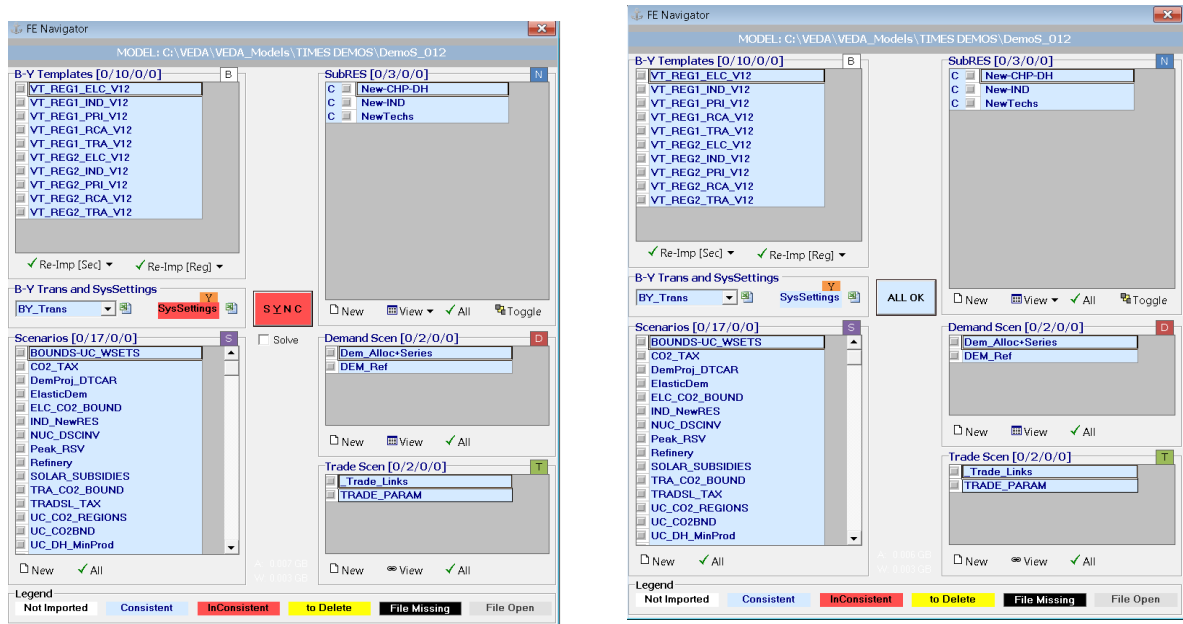 FE Navigator
MODEL: C:\VEDA\VEDA_Models\TIMES DEMOS\DemoS_012
B-Y Templates [0/10/0/0] B
VT_REG1_ELC_V12
VT_REG1_IND_V12
VT_REG1_PRI_V12
VT_REG1_RCA_V12
VT_REG1_TRA_V12
VT_REG2_ELC_V12
VT_REG2_IND_V12
VT_REG2_PRI_V12
VT_REG2_RCA_V12
VT_REG2_TRA_V12
Re-Imp [Sec] Re-Imp [Reg]
SubRES [0/3/0/0] N
C New-CHP-DH
C New-IND
C NewTechs
New View All Toggle
B-Y Trans and SysSettings
Y
BY_Trans SysSettings
SYNC
Solve
Scenarios [0/17/0/0] S
BOUNDS-UC_WSETS
CO2_TAX
DemProj_DTCAR
ElasticDem
ELC_CO2_BOUND
IND_NewRES
NUC_DSCINV
Peak_RSV
Refinery
SOLAR_SUBSIDIES
TRA_CO2_BOUND
TRADSL_TAX
UC_CO2_REGIONS
UC_CO2BND
UC_DH_MinProd
New All
Demand Scen [0/2/0/0] D
Dem_Alloc+Series
DEM_Ref
New View All
Trade Scen [0/2/0/0] T
_Trade_Links
TRADE_PARAM
New View All
Legend
Not Imported Consistent InConsistent to Delete File Missing File Open
FE Navigator
MODEL: C:\VEDA\VEDA_Models\TIMES DEMOS\DemoS_012
B-Y Templates [0/10/0/0] B
VT_REG1_ELC_V12
VT_REG1_IND_V12
VT_REG1_PRI_V12
VT_REG1_RCA_V12
VT_REG1_TRA_V12
VT_REG2_ELC_V12
VT_REG2_IND_V12
VT_REG2_PRI_V12
VT_REG2_RCA_V12
VT_REG2_TRA_V12
Re-Imp [Sec] Re-Imp [Reg]
SubRES [0/3/0/0] N
C New-CHP-DH
C New-IND
C NewTechs
New View All Toggle
B-Y Trans and SysSettings
Y
BY_Trans SysSettings
ALL OK
Scenarios [0/17/0/0] S
BOUNDS-UC_WSETS
CO2_TAX
DemProj_DTCAR
ElasticDem
ELC_CO2_BOUND
IND_NewRES
NUC_DSCINV
Peak_RSV
Refinery
SOLAR_SUBSIDIES
TRA_CO2_BOUND
TRADSL_TAX
UC_CO2_REGIONS
UC_CO2BND
UC_DH_MinProd
New All
Demand Scen [0/2/0/0] D
Dem_Alloc+Series
DEM_Ref
New View All
Trade Scen [0/2/0/0] T
_Trade_Links
TRADE_PARAM
New View All
Legend
Not Imported Consistent InConsistent to Delete File Missing File Open